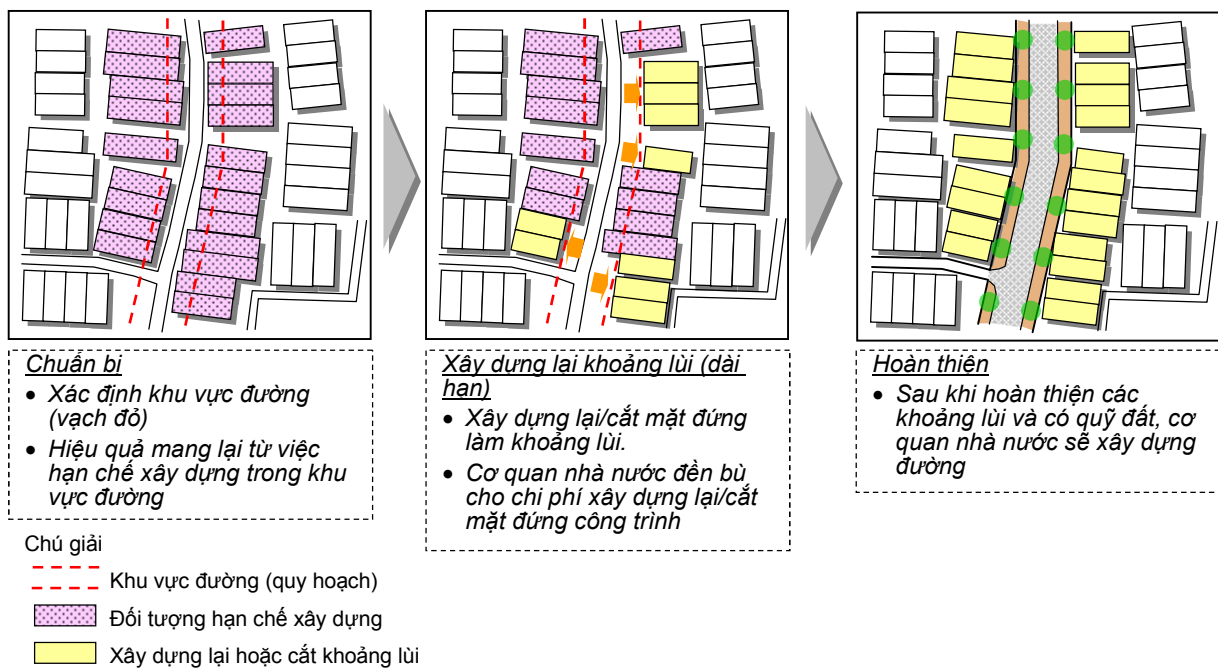 Chuẩn bi
• Xác định khu vực đường
(vạch đỏ)
• Hiệu quả mang lại từ việc
hạn chế xây dựng trong khu
vực đường
Xây dưng lai khoảng lùi (dài
han)
• Xây dựng lại/cắt mặt đứng
làm khoảng lùi.
• Cơ quan nhà nước đền bù
cho chi phí xây dựng lại/cắt
mặt đứng công trình
Hoàn thiện
• Sau khi hoàn thiện các
khoảng lùi và có quỹ đất, cơ
quan nhà nước sẽ xây dựng
đường
Chú giải
Khu vực đường (quy hoạch)
Đối tượng hạn chế xây dựng
Xây dựng lại hoặc cắt khoảng lùi